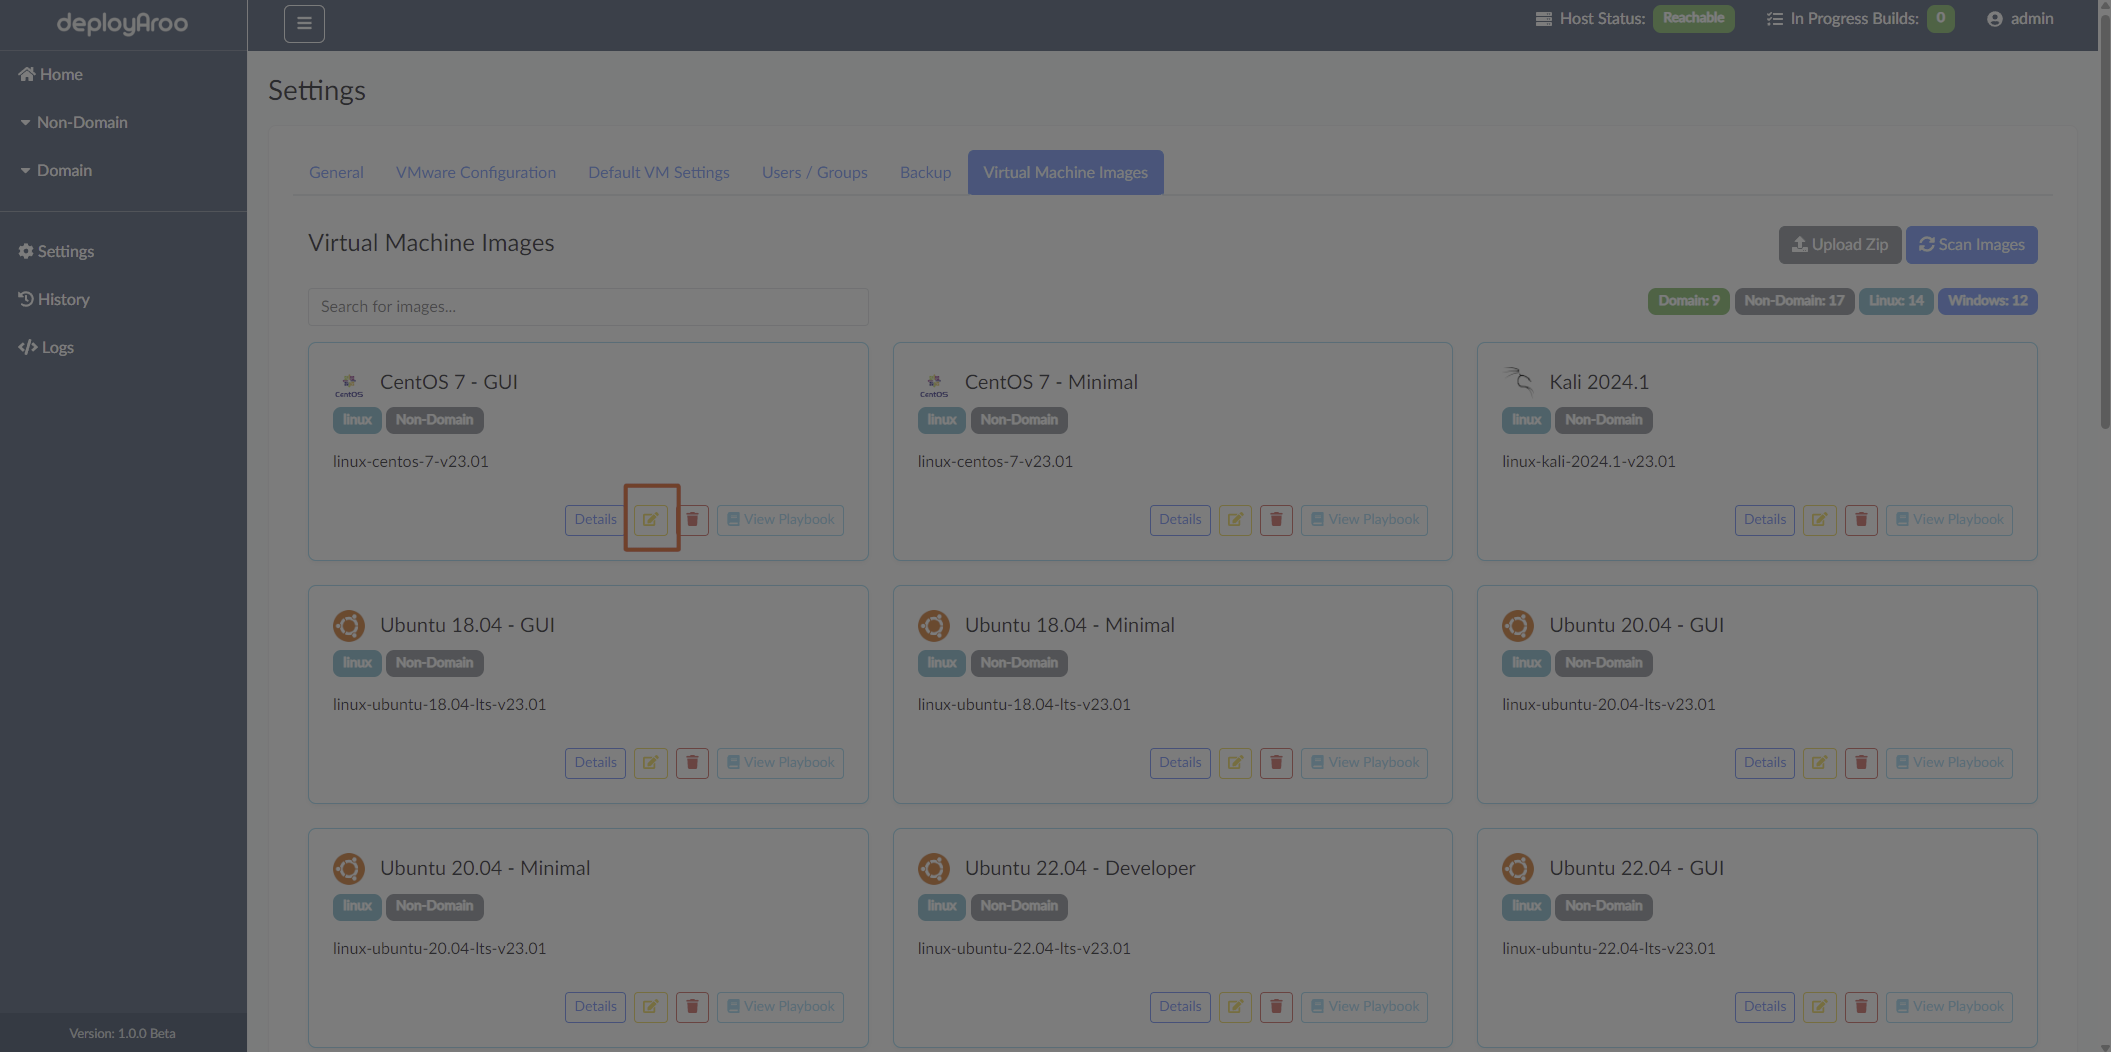 deployAroo
Host Status: Reachable
In Progress Builds: 0
admin
Home
Non-Domain
Domain
Settings
History
Logs
Version: 1.0.0 Beta
Settings
General
VMware Configuration
Default VM Settings
Users / Groups
Backup
Virtual Machine Images
Virtual Machine Images
Upload Zip
Scan Images
Search for images...
Domain: 9
Non-Domain: 17
Linux: 14
Windows: 12
CentOS
CentOS 7 - GUI
linux Non-Domain
linux-centos-7-v23.01
Details View Playbook
CentOS
CentOS 7 - Minimal
linux Non-Domain
linux-centos-7-v23.01
Details View Playbook
Kali 2024.1
linux Non-Domain
linux-kali-2024.1-v23.01
Details View Playbook
Ubuntu 18.04 - GUI
linux Non-Domain
linux-ubuntu-18.04-lts-v23.01
Details View Playbook
Ubuntu 18.04 - Minimal
linux Non-Domain
linux-ubuntu-18.04-lts-v23.01
Details View Playbook
Ubuntu 20.04 - GUI
linux Non-Domain
linux-ubuntu-20.04-lts-v23.01
Details View Playbook
Ubuntu 20.04 - Minimal
linux Non-Domain
linux-ubuntu-20.04-lts-v23.01
Details View Playbook
Ubuntu 22.04 - Developer
linux Non-Domain
linux-ubuntu-22.04-lts-v23.01
Details View Playbook
Ubuntu 22.04 - GUI
linux Non-Domain
linux-ubuntu-22.04-lts-v23.01
Details View Playbook